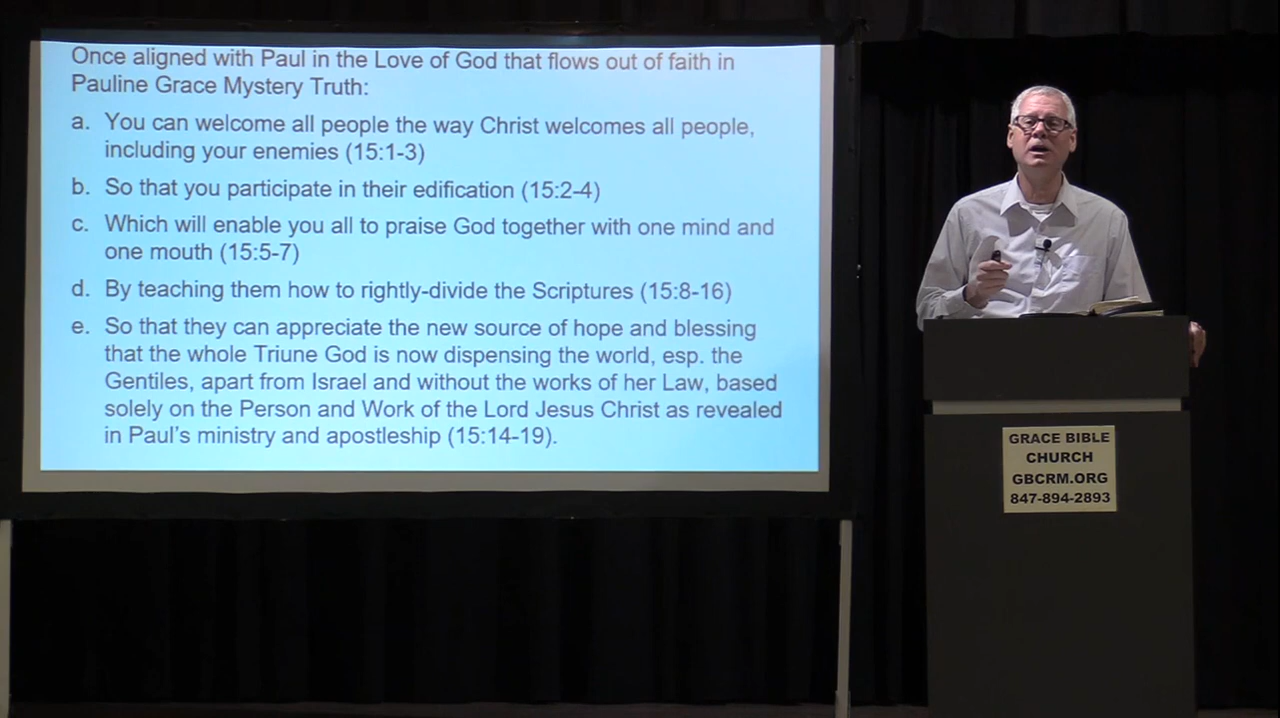 Once aligned with Paul in the Love of God that flows out of faith in
Pauline Grace Mystery Truth:
a. You can welcome all people the way Christ welcomes all people,
including your enemies (15:1-3)
b. So that you participate in their edification (15:2-4)
c. Which will enable you all to praise God together with one mind and
one mouth (15:5-7)
d. By teaching them how to rightly-divide the Scriptures (15:8-16)
e. So that they can appreciate the new source of hope and blessing
that the whole Triune God is now dispensing the world, esp. the
Gentiles, apart from Israel and without the works of her Law, based
solely on the Person and Work of the Lord Jesus Christ as revealed
in Paul's ministry and apostleship (15:14-19).
GRACE BIBLE
CHURCH
GBCRM.ORG
847-894-2893